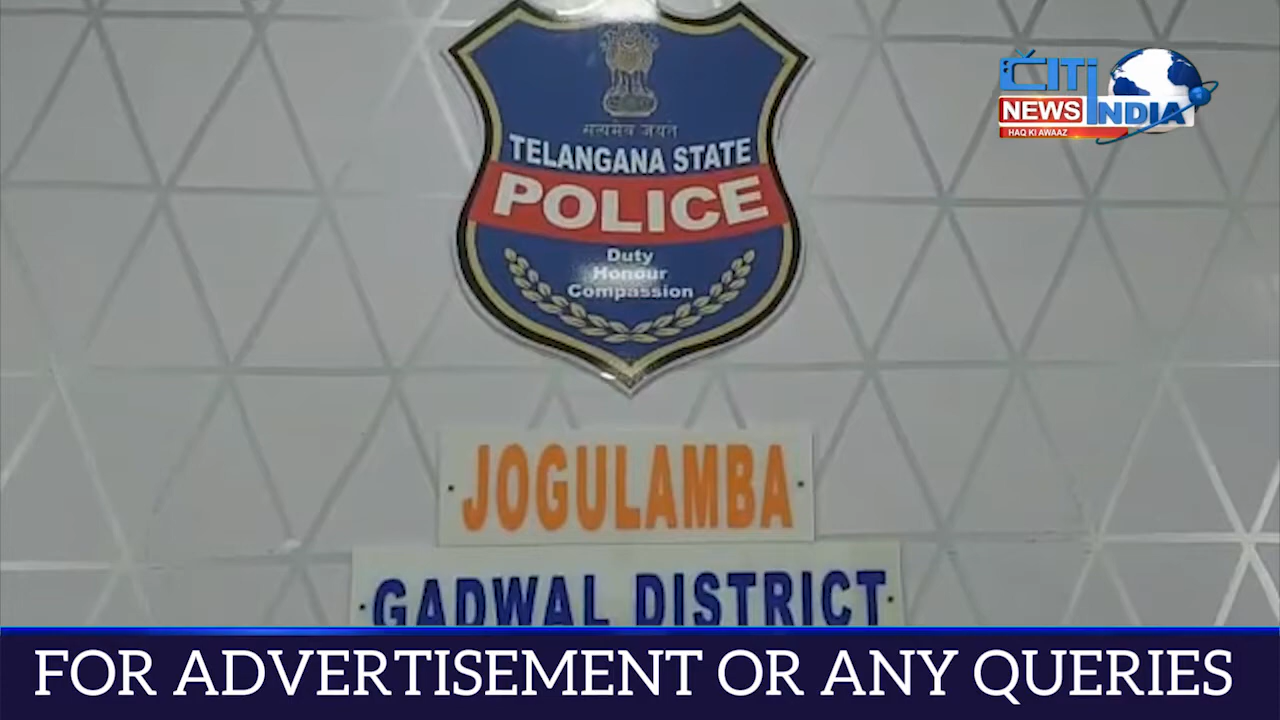 सत्यमेव जयते
TELANGANA STATE
POLICE
Duty
Honour
Compassion
JOGULAMBA
GADWAL DISTRICT
CITI
NEWS INDIA
HAQ KI AWAAZ
FOR ADVERTISEMENT OR ANY QUERIES